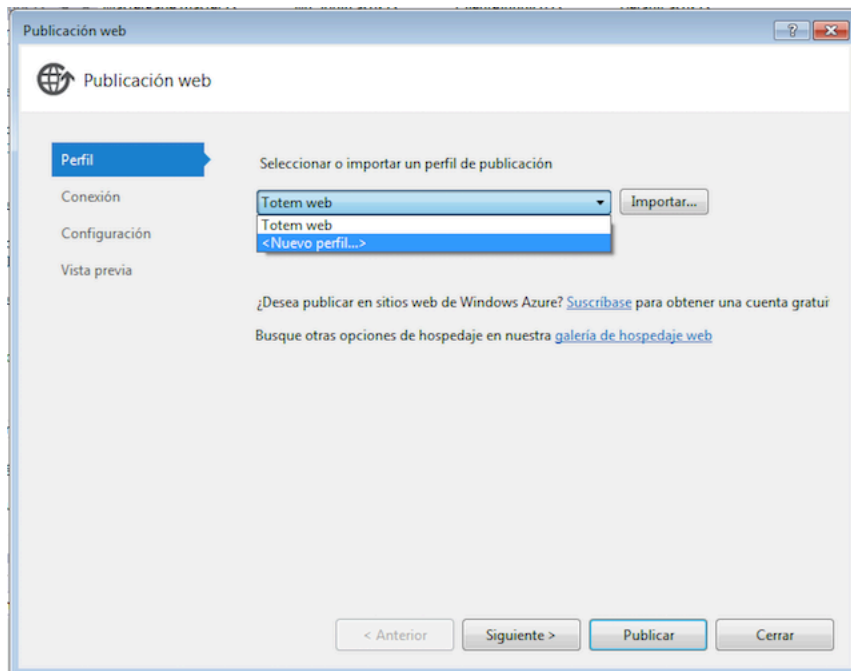 Publicación web
Publicación web
Perfil
Seleccionar o importar un perfil de publicación
Conexión
Totem web
Importar...
Totem web
Configuración
<Nuevo perfil...>
Vista previa
¿Desea publicar en sitios web de Windows Azure? Suscríbase para obtener una cuenta gratui
Busque otras opciones de hospedaje en nuestra galería de hospedaje web
< Anterior
Siguiente >
Publicar
Cerrar